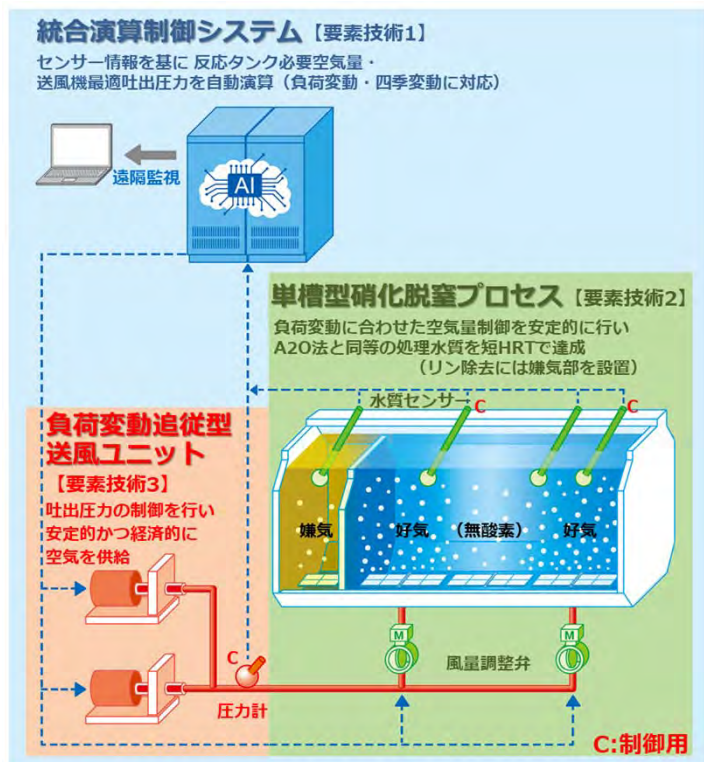 統合演算制御システム【要素技術1】
センサー情報を基に 反応タンク必要空気量・
送風機最適吐出圧力を自動演算（負荷変動・四季変動に対応）
遠隔監視
AI
単槽型硝化脱窒プロセス【要素技術2】
負荷変動に合わせた空気量制御を安定的に行い
A2O法と同等の処理水質を短HRTで達成
（リン除去には嫌気部を設置）
水質センサー
C
C
負荷変動追従型
送風ユニット
【要素技術3】
吐出圧力の制御を行い
安定的かつ経済的に
空気を供給
嫌気
好気
（無酸素）
好気
M
M
風量調整弁
C
圧力計
C:制御用